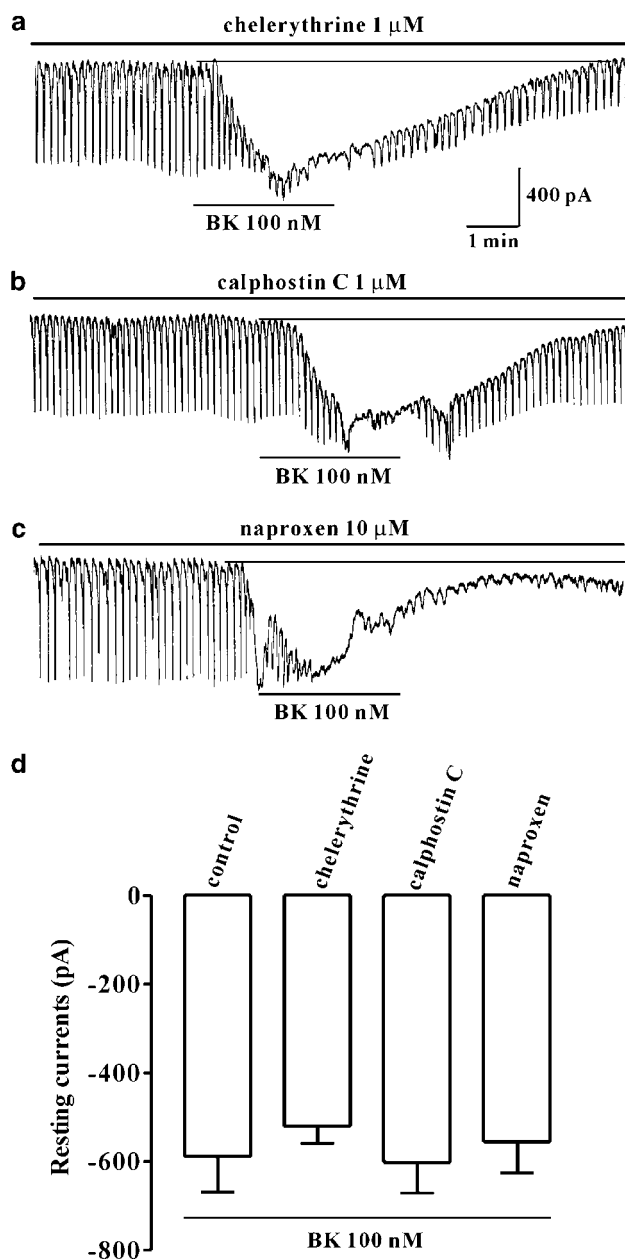 a
chelerythrine 1 μM
BK 100 nM
400 pA
1 min
b
calphostin C 1 μM
BK 100 nM
c
naproxen 10 μM
BK 100 nM
d
control
chelerythrine
calphostin C
naproxen
Resting currents (pA)
0
-200
-400
-600
-800
BK 100 nM